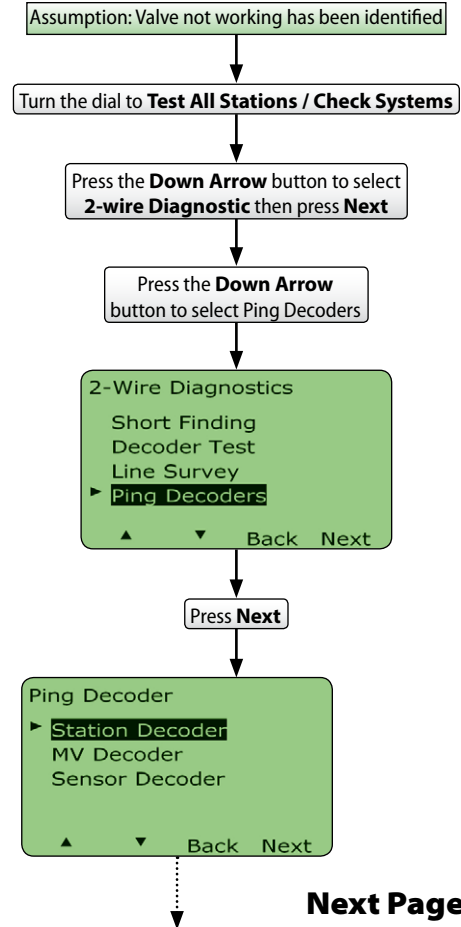 Assumption: Valve not working has been identified
Turn the dial to Test All Stations / Check Systems
Press the Down Arrow button to select
2-wire Diagnostic then press Next
Press the Down Arrow
button to select Ping Decoders
2-Wire Diagnostics
Short Finding
Decoder Test
Line Survey
► Ping Decoders
▲ ▼ Back Next
Press Next
Ping Decoder
► Station Decoder
MV Decoder
Sensor Decoder
▲ ▼ Back Next
Next Page